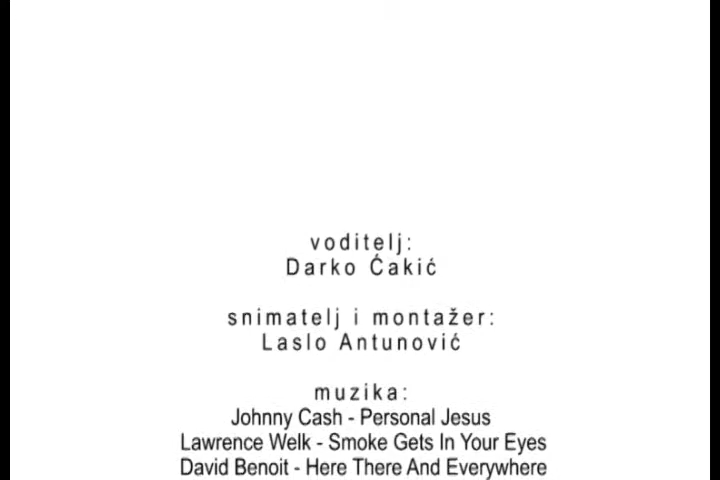 voditelj:
Darko Ćakić
snimatelj i montažer:
Laslo Antunović
muzika:
Johnny Cash - Personal Jesus
Lawrence Welk - Smoke Gets In Your Eyes
David Benoit - Here There And Everywhere